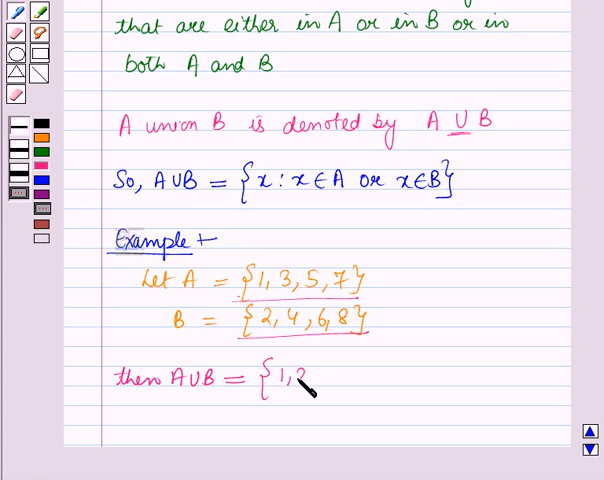 that are either in A or in B or in
both A and B
A union B is denoted by A ∪ B
So, A∪B = {x : x∈A or x∈B}
Example :-
Let A = {1, 3, 5, 7}
B = {2, 4, 6, 8}
then A∪B = {1, 2